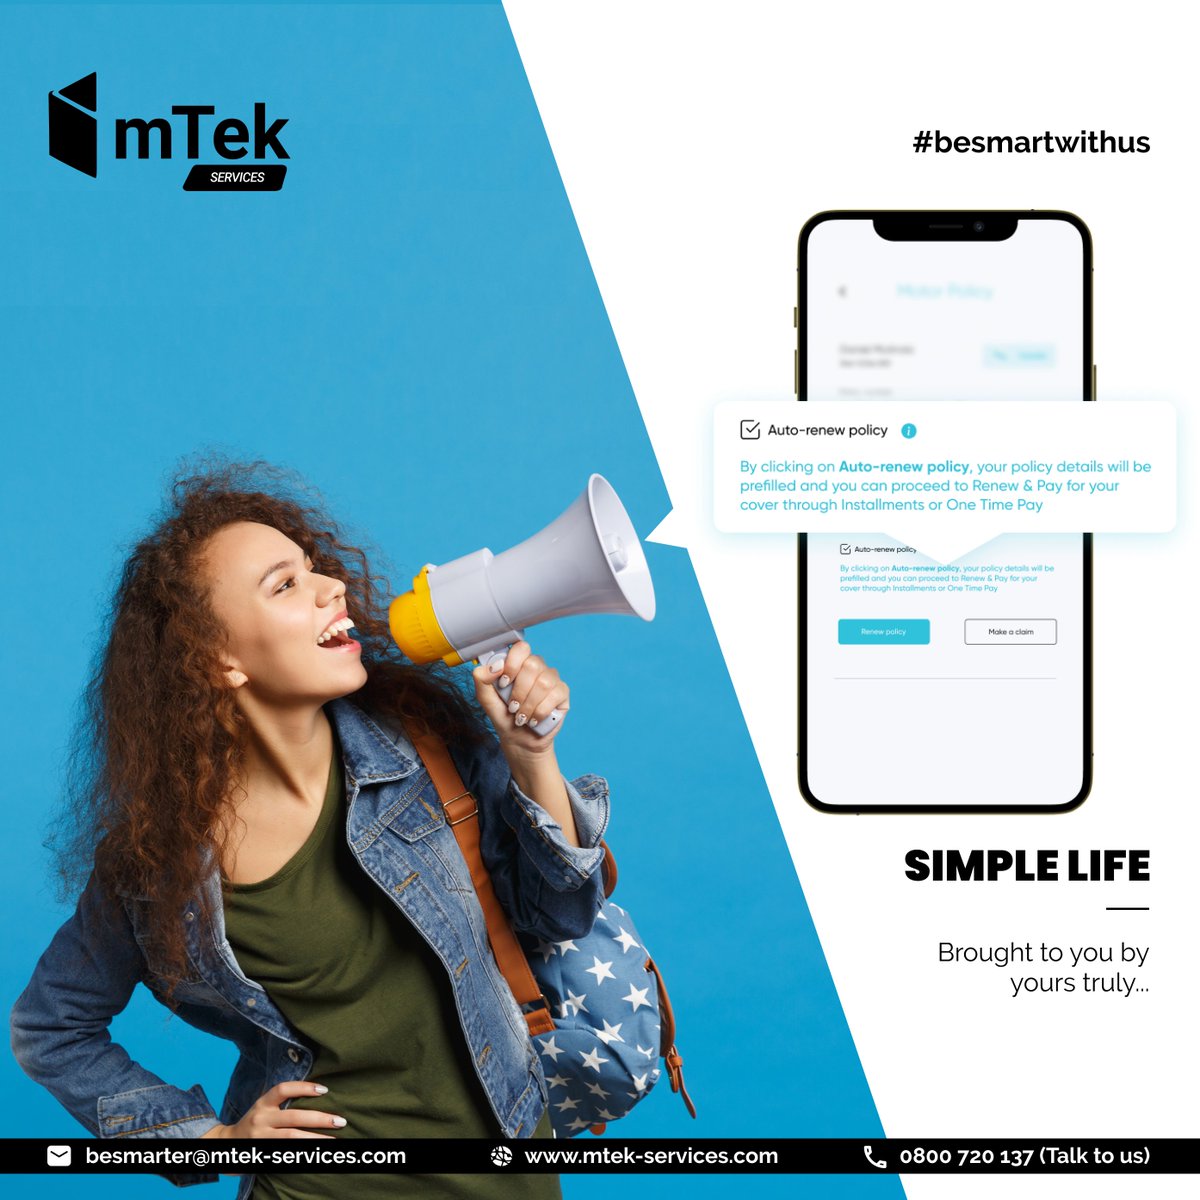 mTek
SERVICES
#besmartwithus
Motor Policy
Auto-renew policy
By clicking on Auto-renew policy, your policy details will be
prefilled and you can proceed to Renew & Pay for your
cover through Installments or One Time Pay
Auto-renew policy
By clicking on Auto-renew policy, your policy details will be
prefilled and you can proceed to Renew & Pay for your
cover through Installments or One Time Pay
Renew policy
Make a claim
SIMPLE LIFE
Brought to you by
yours truly...
besmarter@mtek-services.com
www.mtek-services.com
0800 720 137 (Talk to us)